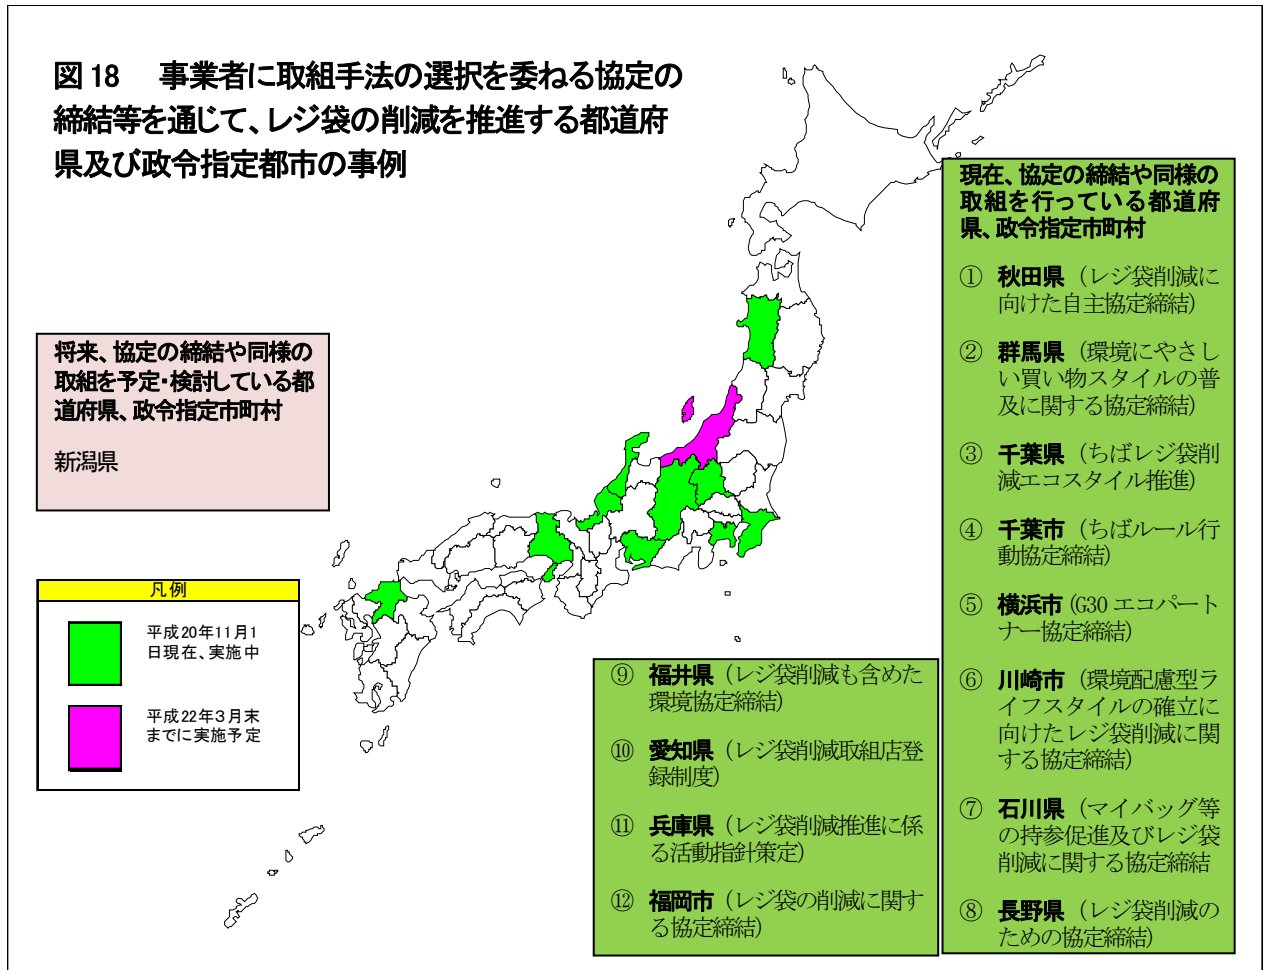 図 18　事業者に取組手法の選択を委ねる協定の
締結等を通じて、レジ袋の削減を推進する都道府
県及び政令指定都市の事例
将来、協定の締結や同様の
取組を予定・検討している都
道府県、政令指定市町村
新潟県
凡例
平成20年11月1
日現在、実施中
平成22年3月末
までに実施予定
現在、協定の締結や同様の
取組を行っている都道府
県、政令指定市町村
① 秋田県（レジ袋削減に
向けた自主協定締結）
② 群馬県（環境にやさし
い買い物スタイルの普
及に関する協定締結）
③ 千葉県（ちばレジ袋削
減エコスタイル推進）
④ 千葉市（ちばルール行
動協定締結）
⑤ 横浜市（G30 エコパート
ナー協定締結）
⑥ 川崎市（環境配慮型ラ
イフスタイルの確立に
向けたレジ袋削減に関
する協定締結）
⑦ 石川県（マイバッグ等
の持参促進及びレジ袋
削減に関する協定締結
⑧ 長野県（レジ袋削減の
ための協定締結）
⑨ 福井県（レジ袋削減も含めた
環境協定締結）
⑩ 愛知県（レジ袋削減取組店登
録制度）
⑪ 兵庫県（レジ袋削減推進に係
る活動指針策定）
⑫ 福岡市（レジ袋の削減に関す
る協定締結）